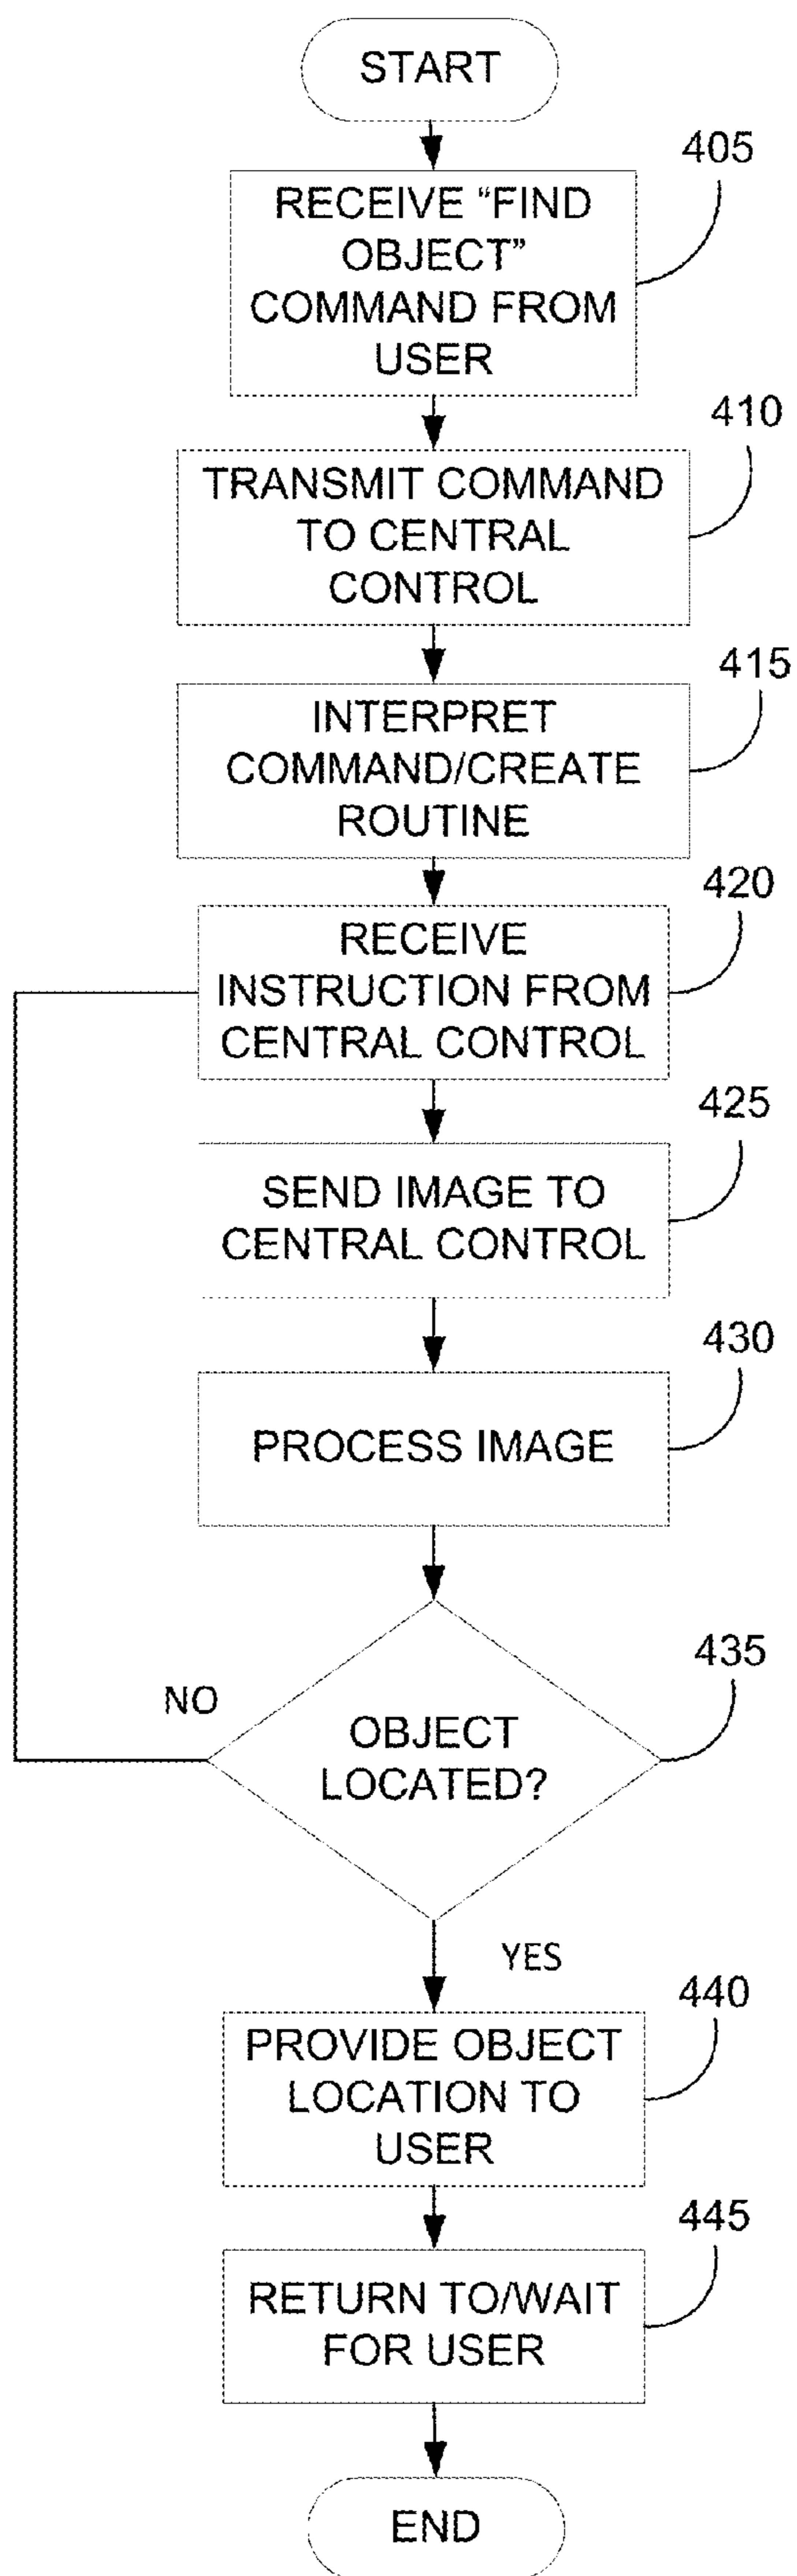 START
405
RECEIVE “FIND
OBJECT”
COMMAND FROM
USER
410
TRANSMIT COMMAND
TO CENTRAL
CONTROL
415
INTERPRET
COMMAND/CREATE
ROUTINE
420
RECEIVE
INSTRUCTION FROM
CENTRAL CONTROL
425
SEND IMAGE TO
CENTRAL CONTROL
430
PROCESS IMAGE
435
NO
OBJECT
LOCATED?
YES
440
PROVIDE OBJECT
LOCATION TO
USER
445
RETURN TO/WAIT
FOR USER
END